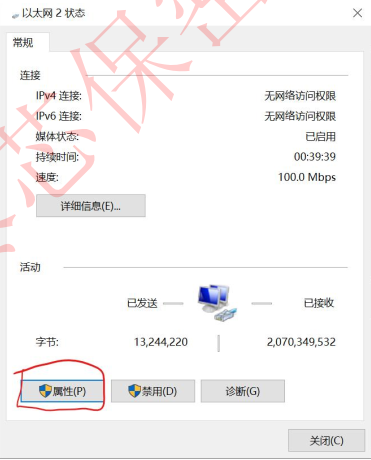 以太网 2 状态
常规
连接
IPv4 连接: 无网络访问权限
IPv6 连接: 无网络访问权限
媒体状态: 已启用
持续时间: 00:39:39
速度: 100.0 Mbps
详细信息(E)...
活动
已发送 — — 已接收
字节: 13,244,220 2,070,349,532
属性(P) 禁用(D) 诊断(G)
关闭(C)
芯保密